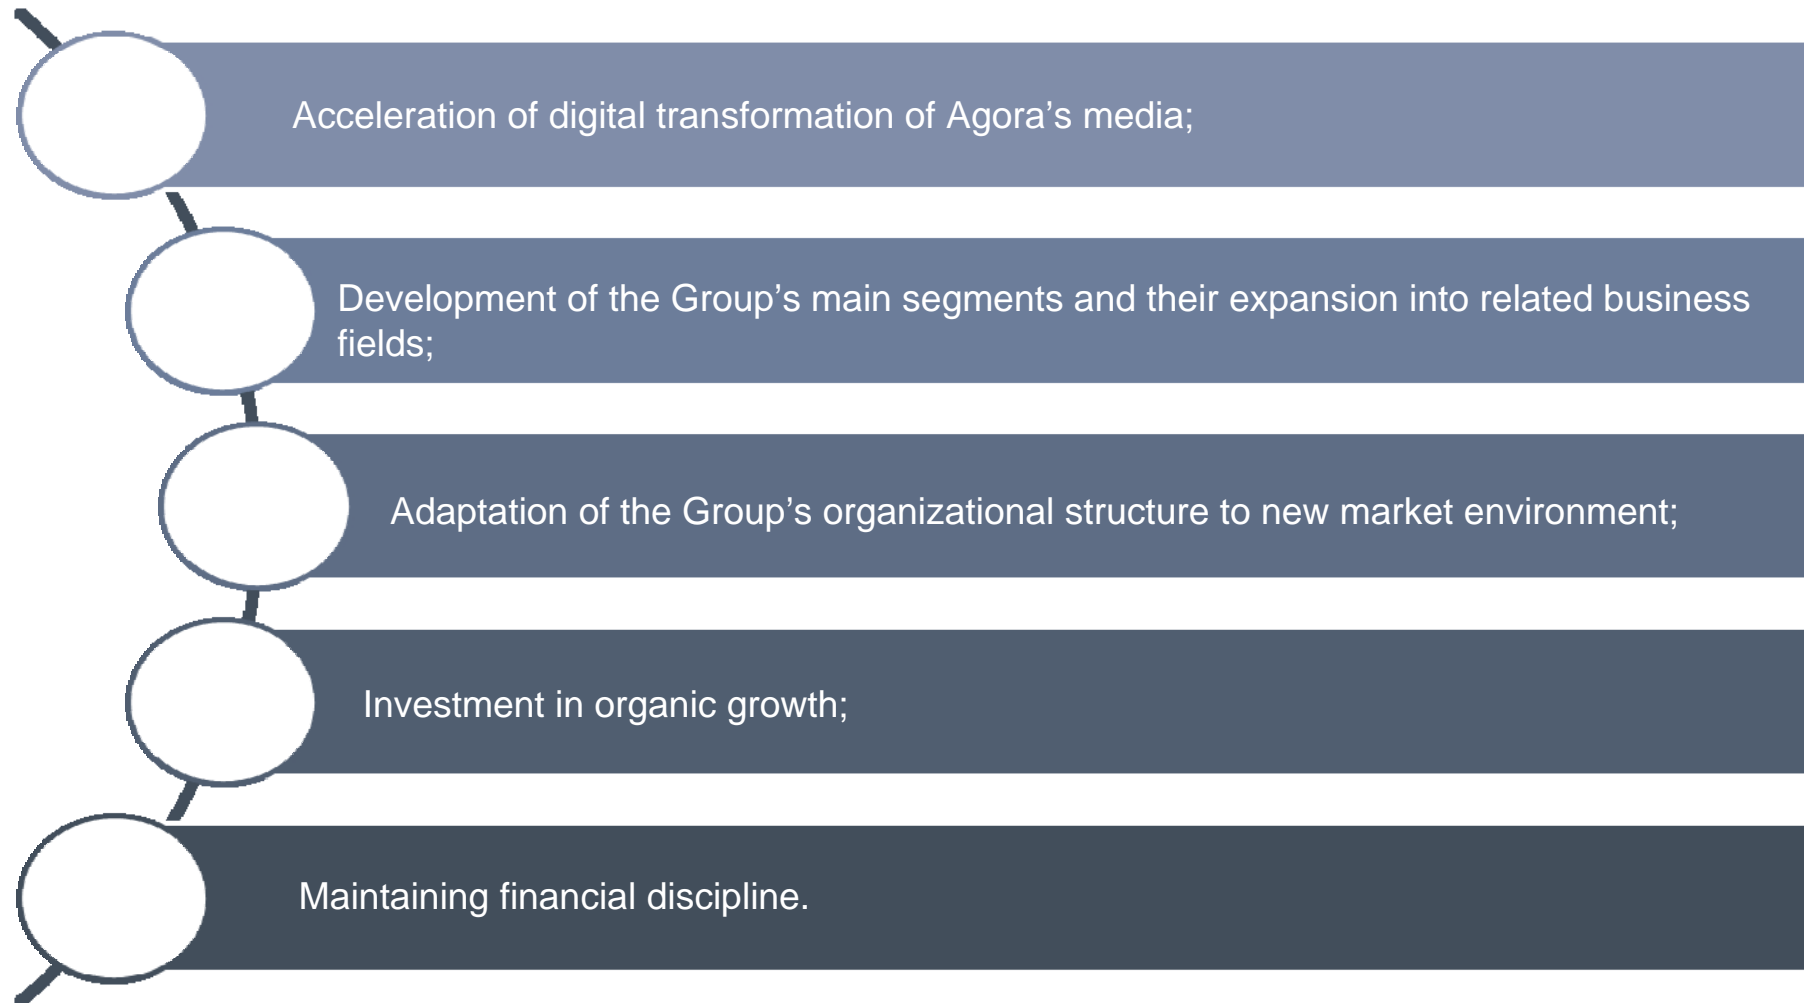 Acceleration of digital transformation of Agora’s media;
Development of the Group’s main segments and their expansion into related business
fields;
Adaptation of the Group’s organizational structure to new market environment;
Investment in organic growth;
Maintaining financial discipline.